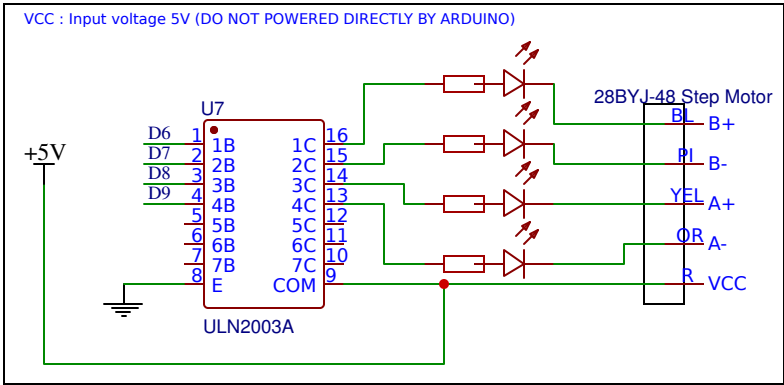 VCC : Input voltage 5V (DO NOT POWERED DIRECTLY BY ARDUINO)
28BYJ-48 Step Motor
U7
+5V
D6 1 1B 1C 16 BL B+
D7 2 2B 2C 15 PI B-
D8 3 3B 3C 14 YEL A+
D9 4 4B 4C 13 OR A-
5 5B 5C 12
6 6B 6C 11
7 7B 7C 10
8 E COM 9 R VCC
ULN2003A